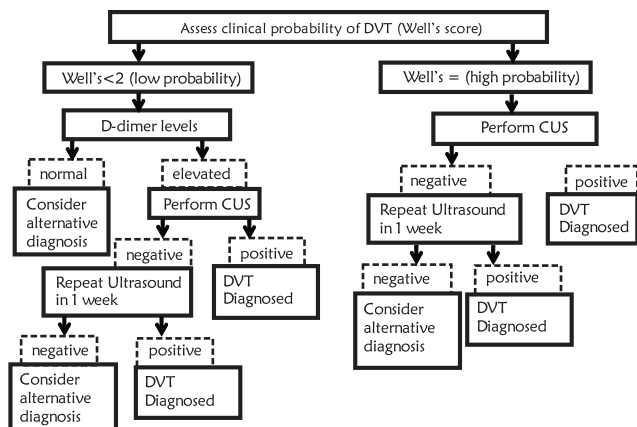 Assess clinical probability of DVT (Well's score)
Well's<2 (low probability)
Well's = (high probability)
D-dimer levels
Perform CUS
normal
elevated
negative
positive
Consider
alternative
diagnosis
Perform CUS
Repeat Ultrasound
in 1 week
DVT
Diagnosed
negative
positive
Repeat Ultrasound
in 1 week
DVT
Diagnosed
negative
positive
Consider
alternative
diagnosis
DVT
Diagnosed
negative
positive
Consider
alternative
diagnosis
DVT
Diagnosed